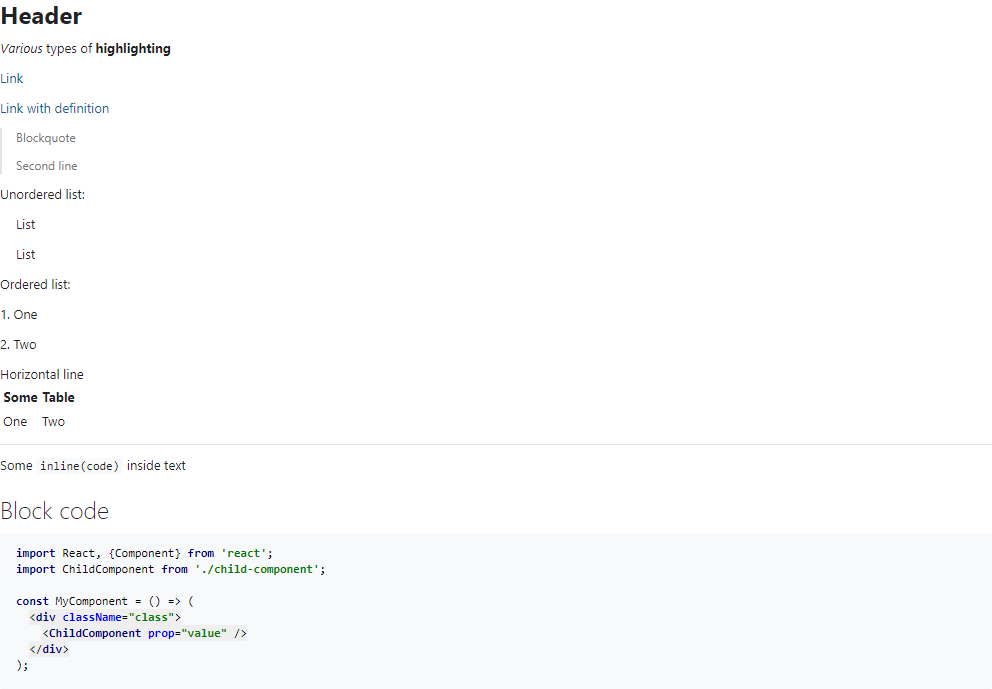 Header
Various types of highlighting
Link
Link with definition
Blockquote
Second line
Unordered list:
List
List
Ordered list:
1. One
2. Two
Horizontal line
Some Table
One Two
Some inline(code) inside text
Block code
import React, {Component} from 'react';
import ChildComponent from './child-component';
const MyComponent = () => (
  <div className="class">
    <ChildComponent prop="value" />
  </div>
);